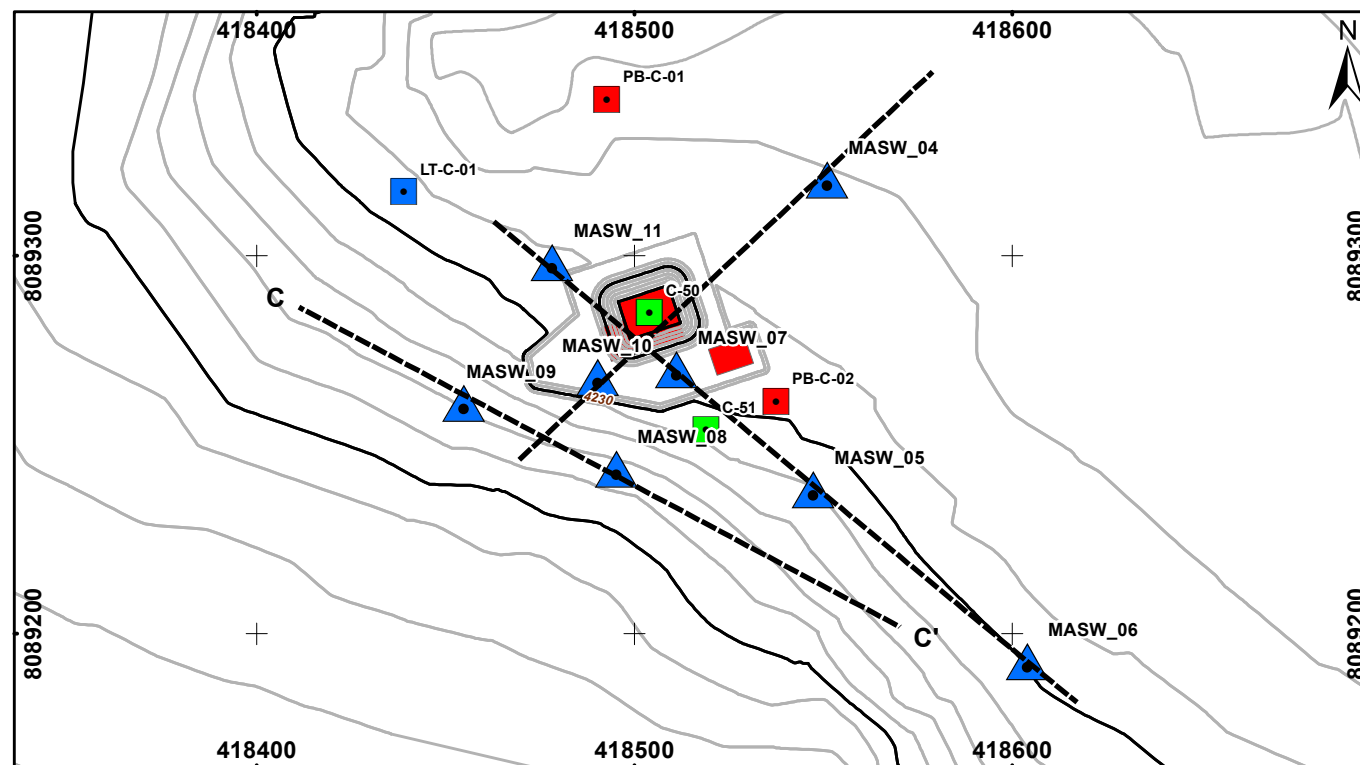 418400
418500
418600
N
PB-C-01
MASW_04
LT-C-01
MASW_11
8089300
8089300
C
C-50
MASW_10
MASW_07
MASW_09
PB-C-02
4230
C-51
MASW_08
MASW_05
8089200
8089200
C'
MASW_06
418400
418500
418600